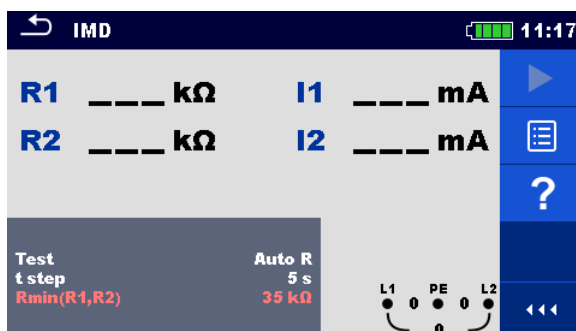 IMD 11:17
R1 ___ kΩ I1 ___ mA
R2 ___ kΩ I2 ___ mA
?
Test Auto R
t step 5 s
Rmin(R1,R2) 35 kΩ
L1 PE L2
0 0
0